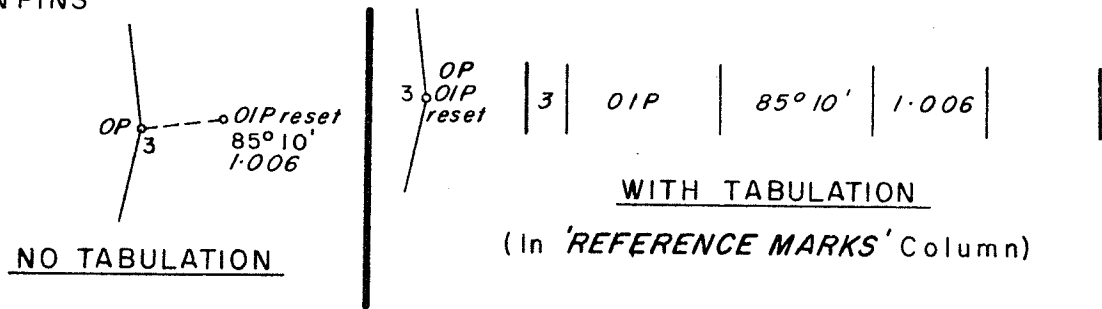 N PINS
OP
3
OIP reset
85° 10'
1·006
NO TABULATION
OP
3 OIP
reset
3 OIP 85° 10' 1·006
WITH TABULATION
(In 'REFERENCE MARKS' Column)